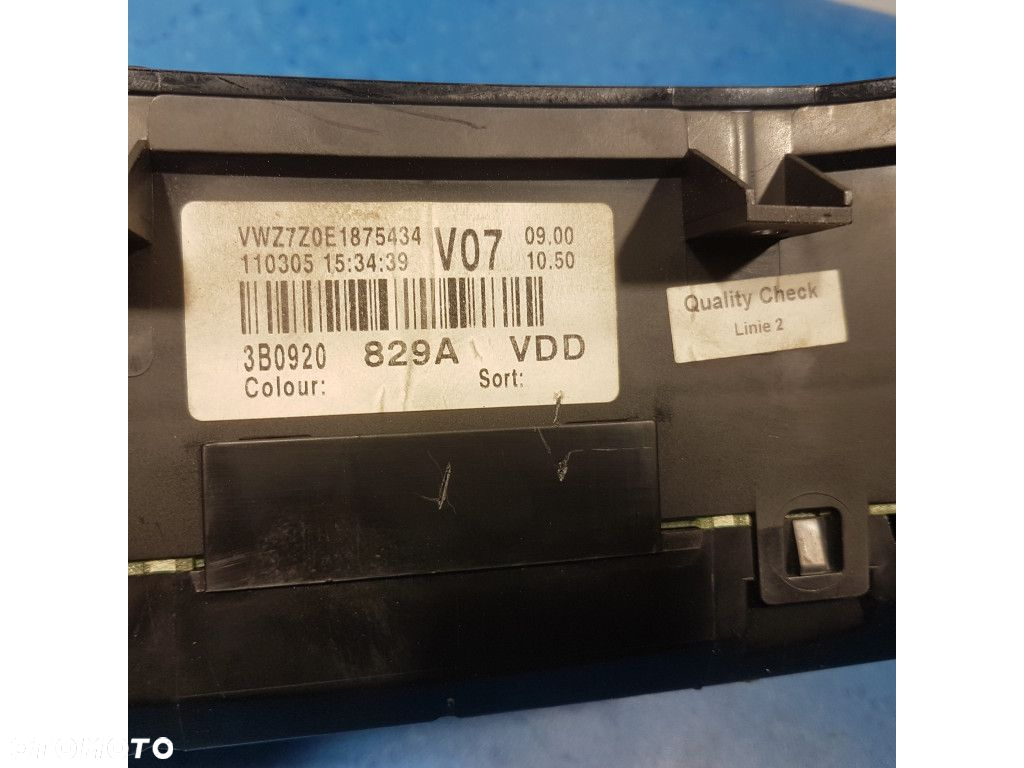 VWZ7Z0E1875434 V07 09.00
110305 15:34:39 10.50
3B0920 829A VDD
Colour: Sort:
Quality Check
Linie 2
OTOMOTO